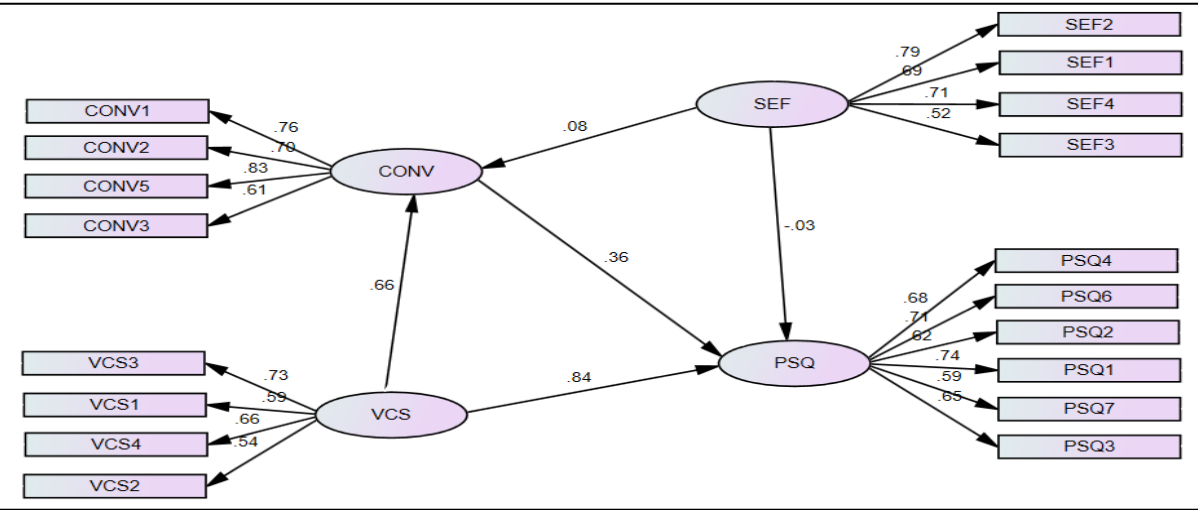 SEF2
.79
SEF1
.69
SEF
.71
SEF4
.52
SEF3
CONV1
.76
CONV2
.70
CONV5
.83
CONV3
.61
CONV
.08
-.03
.36
.66
.84
PSQ4
.68
PSQ6
.71
PSQ2
.62
PSQ
.74
PSQ1
.59
PSQ7
.65
PSQ3
VCS3
.73
VCS1
.59
VCS
.66
VCS4
.54
VCS2